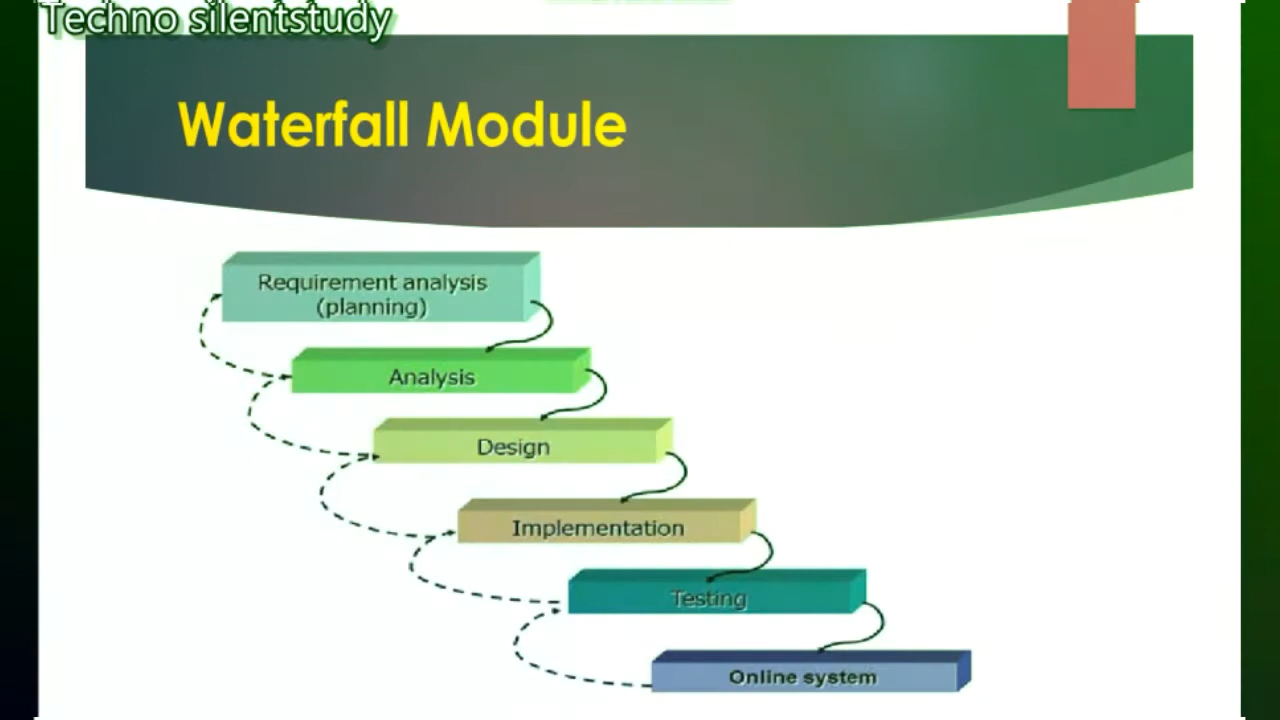 Techno silentstudy
Waterfall Module
Requirement analysis
(planning)
Analysis
Design
Implementation
Testing
Online system